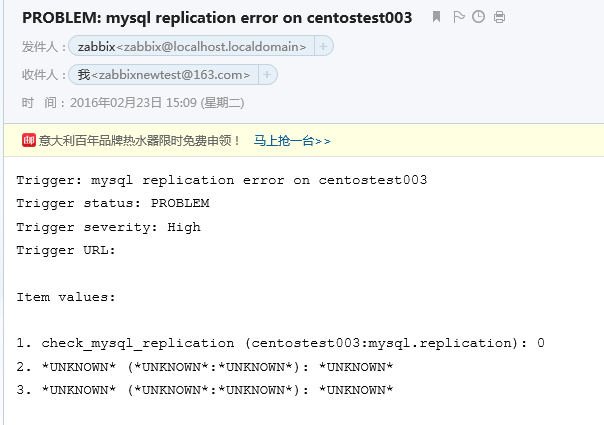 PROBLEM: mysql replication error on centostest003
发件人：zabbix<zabbix@localhost.localdomain>
收件人：我<zabbixnewtest@163.com>
时 间：2016年02月23日 15:09 (星期二)
意大利百年品牌热水器限时免费申领！ 马上抢一台>>
Trigger: mysql replication error on centostest003
Trigger status: PROBLEM
Trigger severity: High
Trigger URL:
Item values:
1. check_mysql_replication (centostest003:mysql.replication): 0
2. *UNKNOWN* (*UNKNOWN*:*UNKNOWN*): *UNKNOWN*
3. *UNKNOWN* (*UNKNOWN*:*UNKNOWN*): *UNKNOWN*